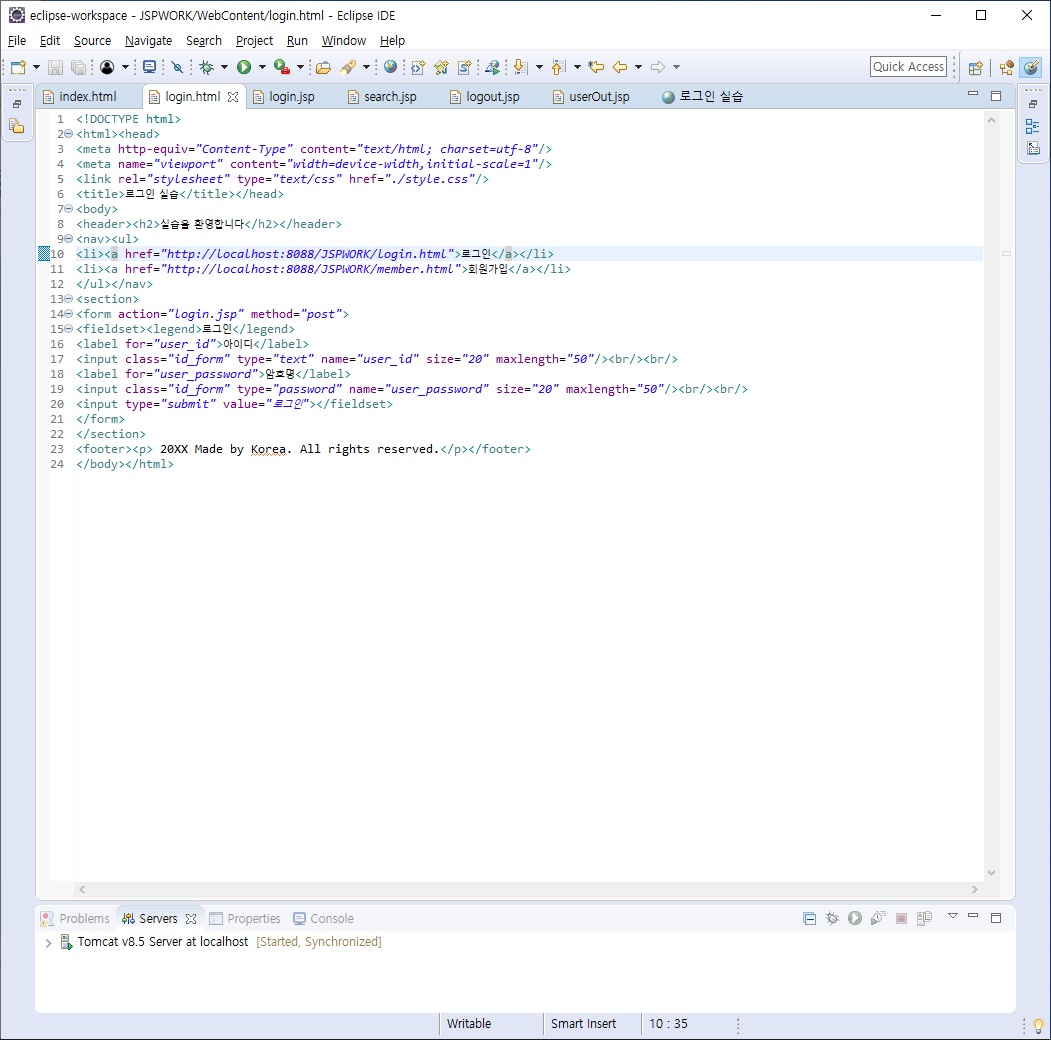 eclipse-workspace - JSPWORK/WebContent/login.html - Eclipse IDE
File Edit Source Navigate Search Project Run Window Help
Quick Access
index.html login.html login.jsp search.jsp logout.jsp userOut.jsp 로그인 실습
1 <!DOCTYPE html>
2 <html><head>
3 <meta http-equiv="Content-Type" content="text/html; charset=utf-8"/>
4 <meta name="viewport" content="width=device-width,initial-scale=1"/>
5 <link rel="stylesheet" type="text/css" href="./style.css"/>
6 <title>로그인 실습</title></head>
7 <body>
8 <header><h2>실습을 환영합니다</h2></header>
9 <nav><ul>
10 <li><a href="http://localhost:8088/JSPWORK/login.html">로그인</a></li>
11 <li><a href="http://localhost:8088/JSPWORK/member.html">회원가입</a></li>
12 </ul></nav>
13 <section>
14 <form action="login.jsp" method="post">
15 <fieldset><legend>로그인</legend>
16 <label for="user_id">아이디</label>
17 <input class="id_form" type="text" name="user_id" size="20" maxlength="50"/><br/><br/>
18 <label for="user_password">암호명</label>
19 <input class="id_form" type="password" name="user_password" size="20" maxlength="50"/><br/><br/>
20 <input type="submit" value="로그인"></fieldset>
21 </form>
22 </section>
23 <footer><p> 20XX Made by Korea. All rights reserved.</p></footer>
24 </body></html>
Problems Servers Properties Console
Tomcat v8.5 Server at localhost [Started, Synchronized]
Writable Smart Insert 10 : 35